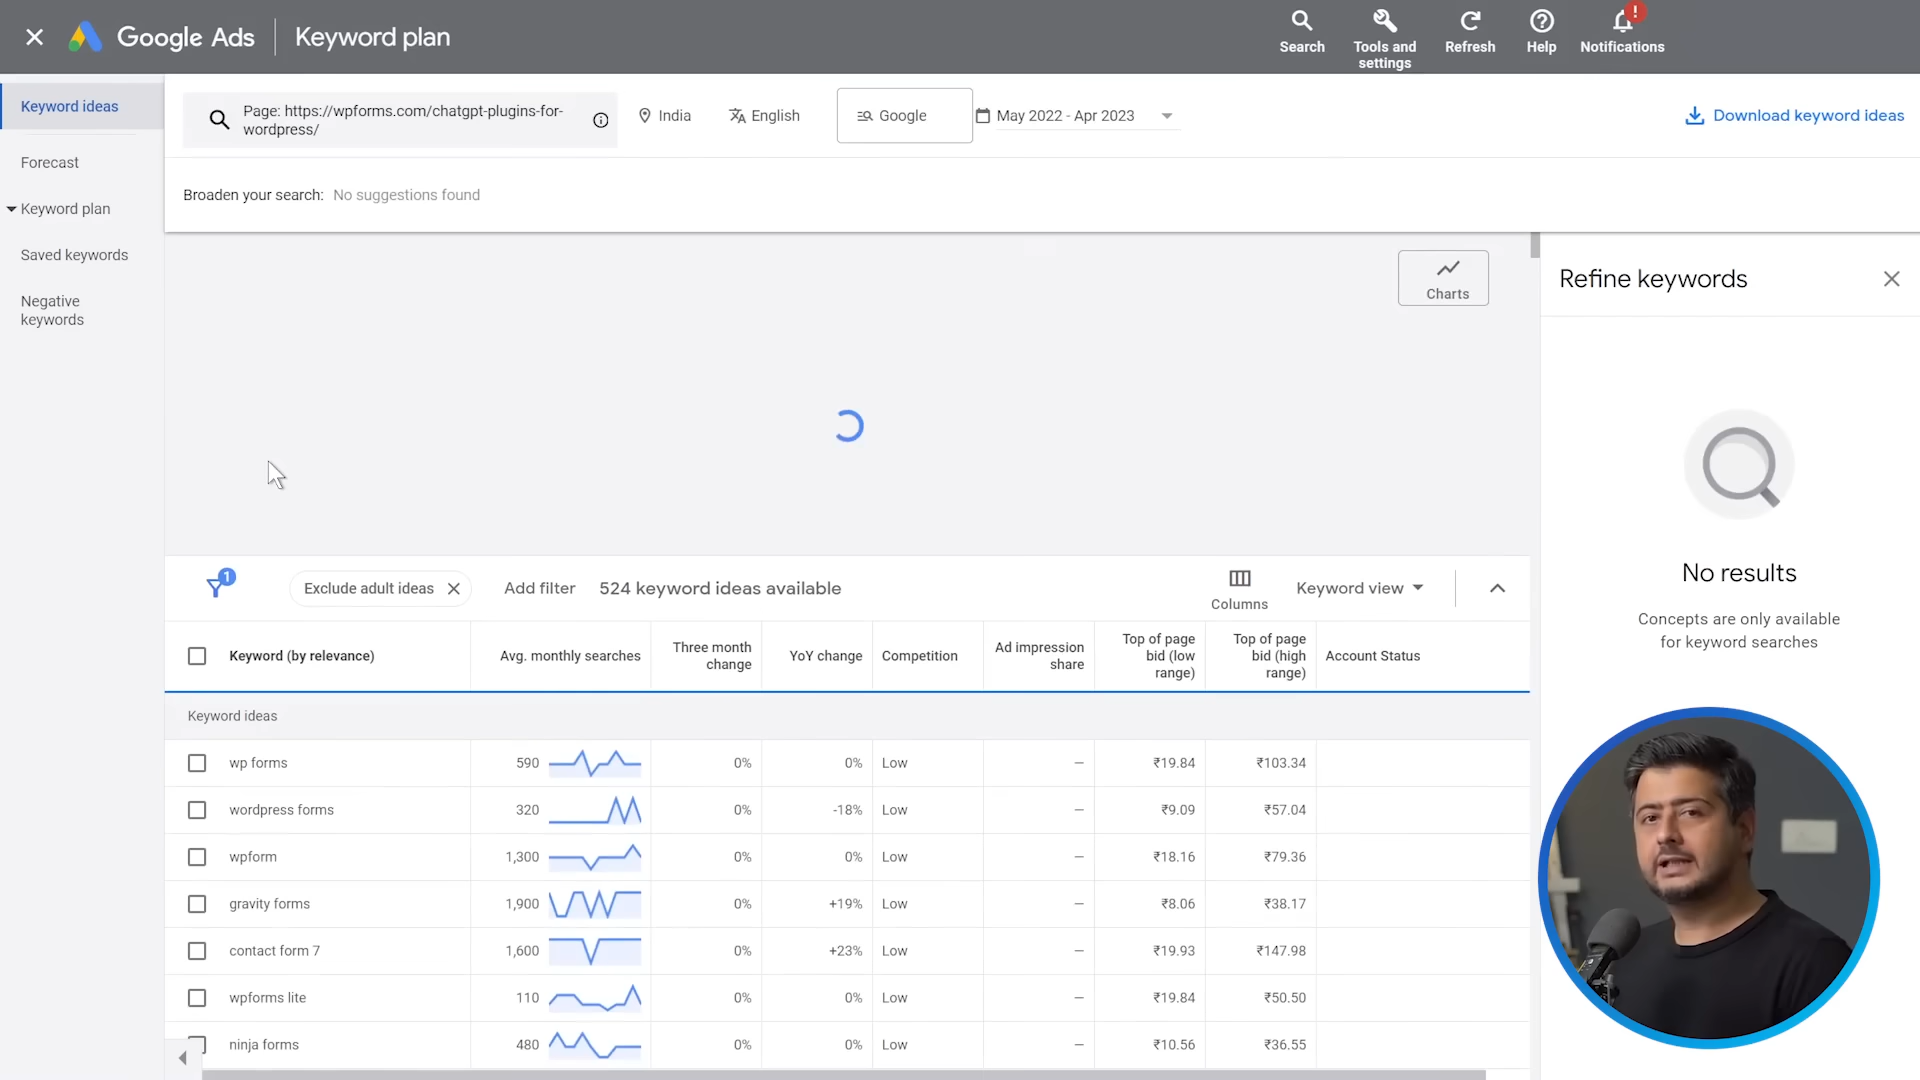 Google Ads
Keyword plan
Search
Tools and
settings
Refresh
Help
!
Notifications
Keyword ideas
Forecast
Keyword plan
Saved keywords
Negative
keywords
Page: https://wpforms.com/chatgpt-plugins-for-
wordpress/
India
English
Google
May 2022 - Apr 2023
Download keyword ideas
Broaden your search: No suggestions found
Charts
Refine keywords
No results
Concepts are only available
for keyword searches
1
Exclude adult ideas
Add filter
524 keyword ideas available
Columns
Keyword view
Keyword (by relevance)
Avg. monthly searches
Three month
change
YoY change
Competition
Ad impression
share
Top of page
bid (low
range)
Top of page
bid (high
range)
Account Status
Keyword ideas
wp forms 590 0% 0% Low – ₹19.84 ₹103.34
wordpress forms 320 0% -18% Low – ₹9.09 ₹57.04
wpform 1,300 0% 0% Low – ₹18.16 ₹79.36
gravity forms 1,900 0% +19% Low – ₹8.06 ₹38.17
contact form 7 1,600 0% +23% Low – ₹19.93 ₹147.98
wpforms lite 110 0% 0% Low – ₹19.84 ₹50.50
ninja forms 480 0% 0% Low – ₹10.56 ₹36.55